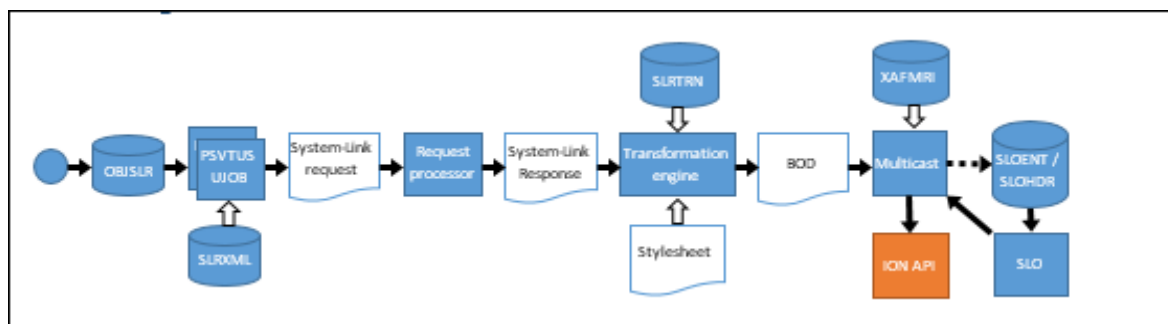 SLRTRN
XAFMRI
OBJSLR
PSVTUS
UJOB
System-Link
request
Request
processor
System-Link
Response
Transformation
engine
BOD
Multicast
SLOENT /
SLOHDR
SLRXML
Stylesheet
ION API
SLO